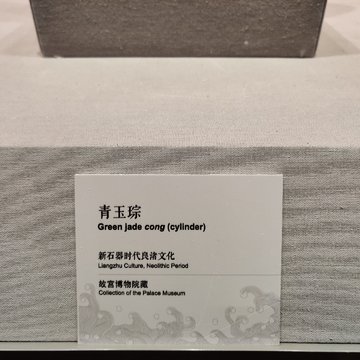 青玉琮
Green jade cong (cylinder)
新石器时代良渚文化
Liangzhu Culture, Neolithic Period
故宫博物院藏
Collection of the Palace Museum